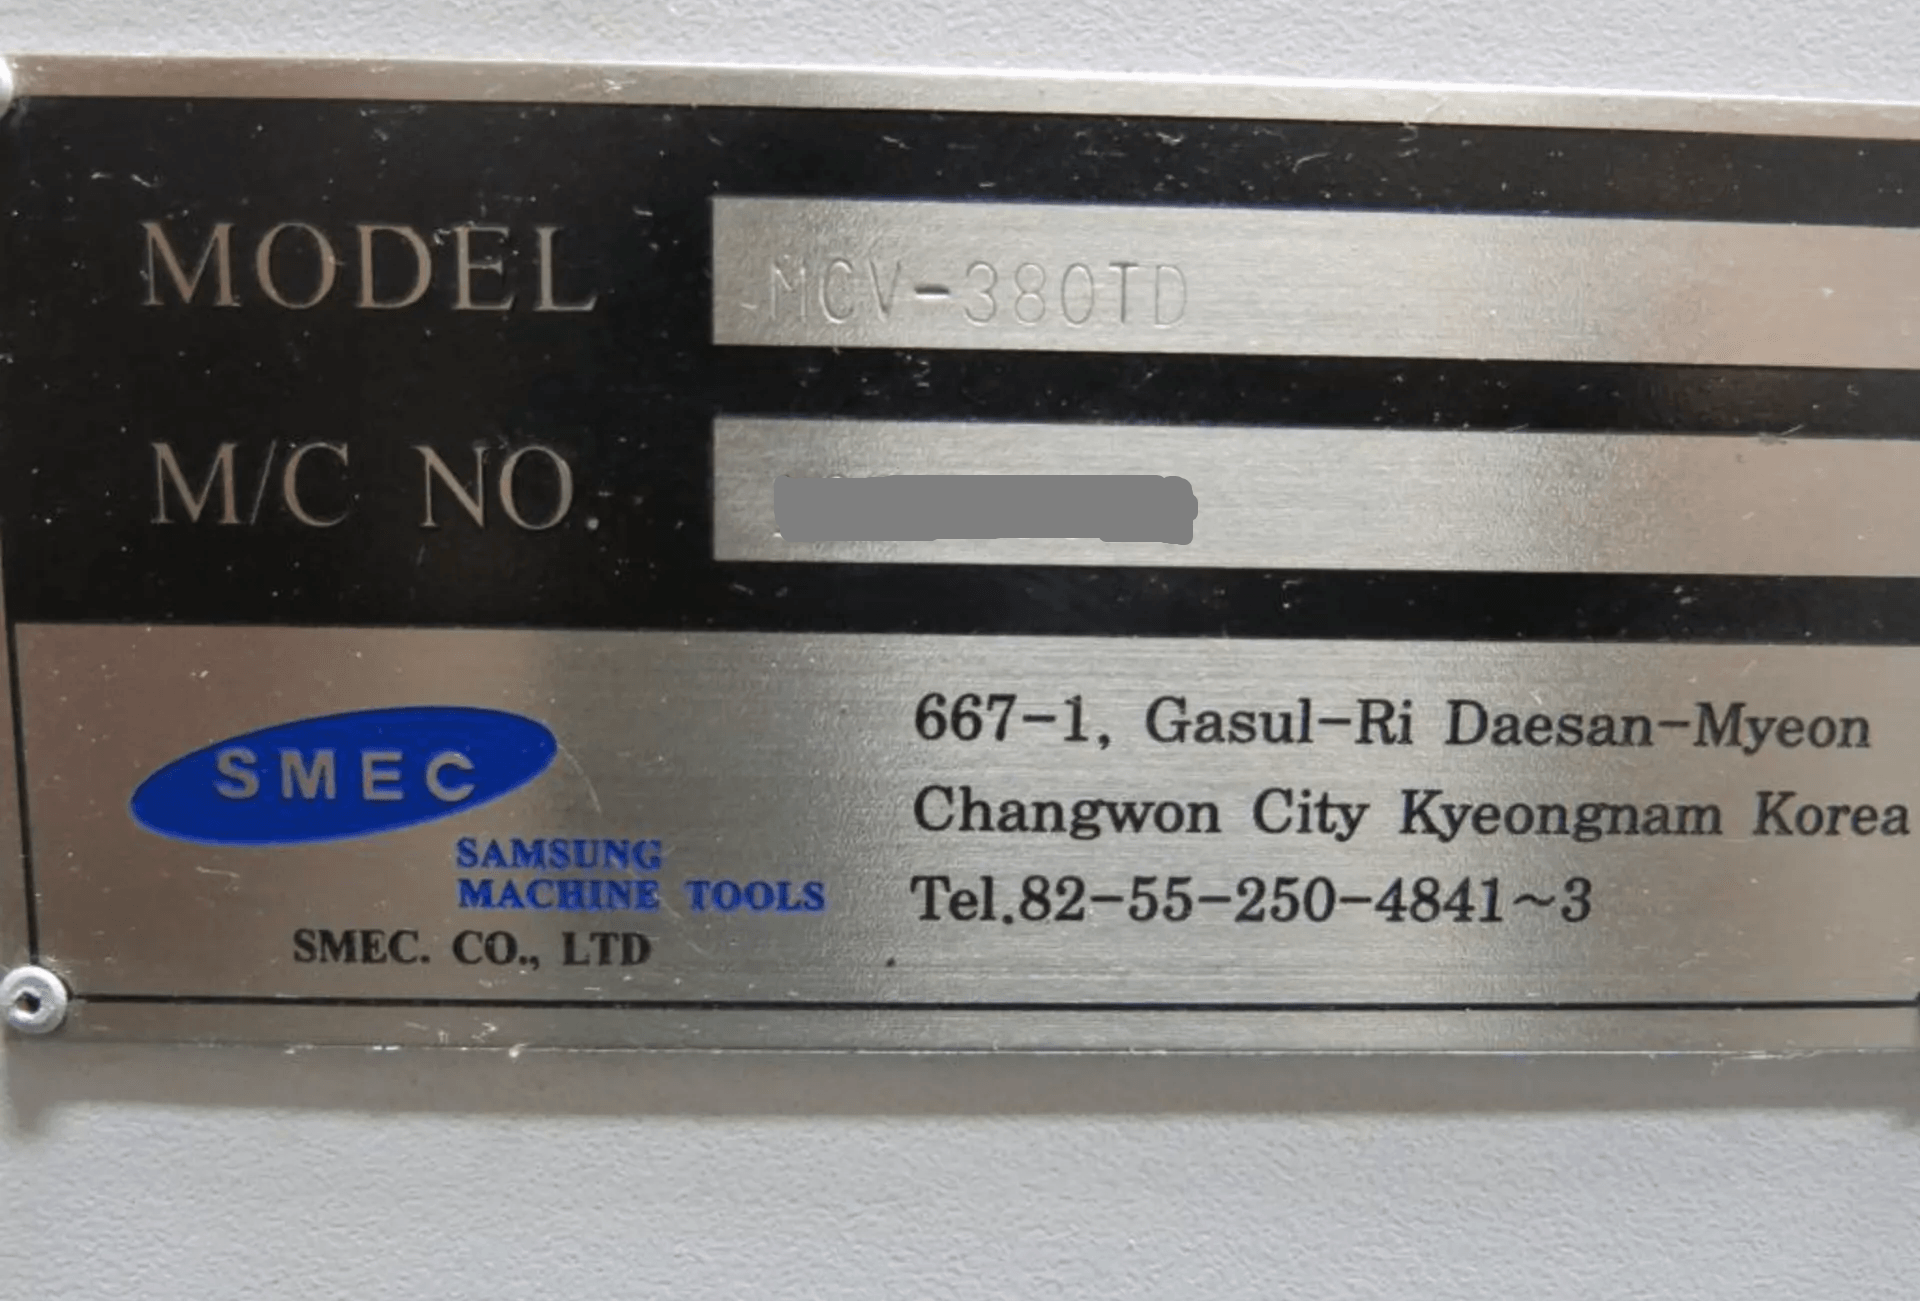 MODEL MCV-380TD
M/C NO.
SMEC
SAMSUNG
MACHINE TOOLS
SMEC. CO., LTD
667-1, Gasul-Ri Daesan-Myeon
Changwon City Kyeongnam Korea
Tel.82-55-250-4841~3